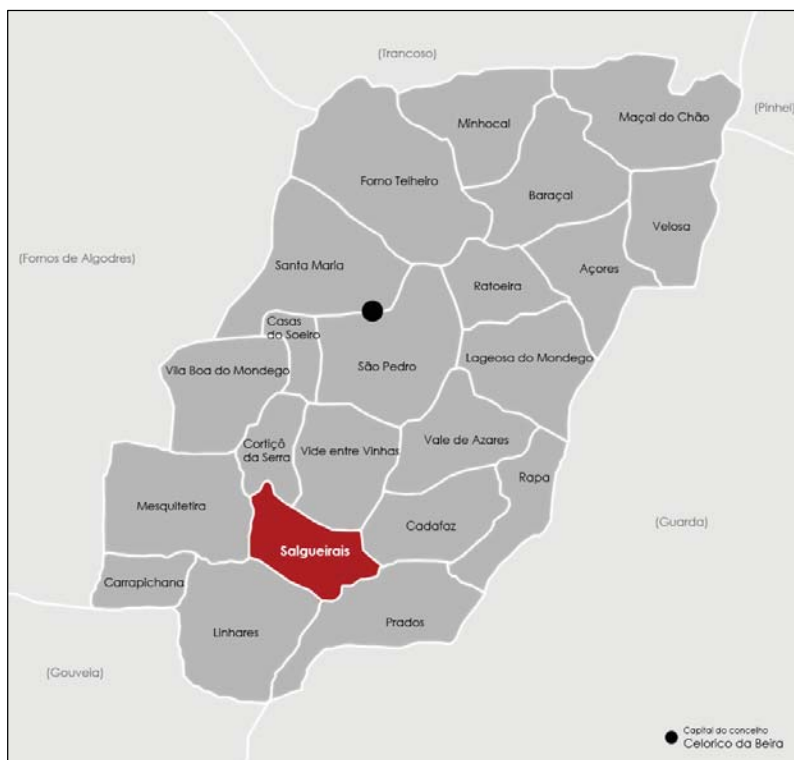 (Trancoso)
(Pinhel)
Minhocal
Maçal do Chão
Forno Telheiro
Baraçal
Velosa
(Fornos de Algodres)
Santa Maria
Açores
Ratoeira
Casas
do Soeiro
Vila Boa do Mondego
São Pedro
Lageosa do Mondego
Cortiçô
da Serra
Vide entre Vinhas
Vale de Azares
Rapa
Mesquitetira
Cadafaz
(Guarda)
Salgueirais
Carrapichana
Linhares
Prados
(Gouveia)
Capital do concelho
Celorico da Beira